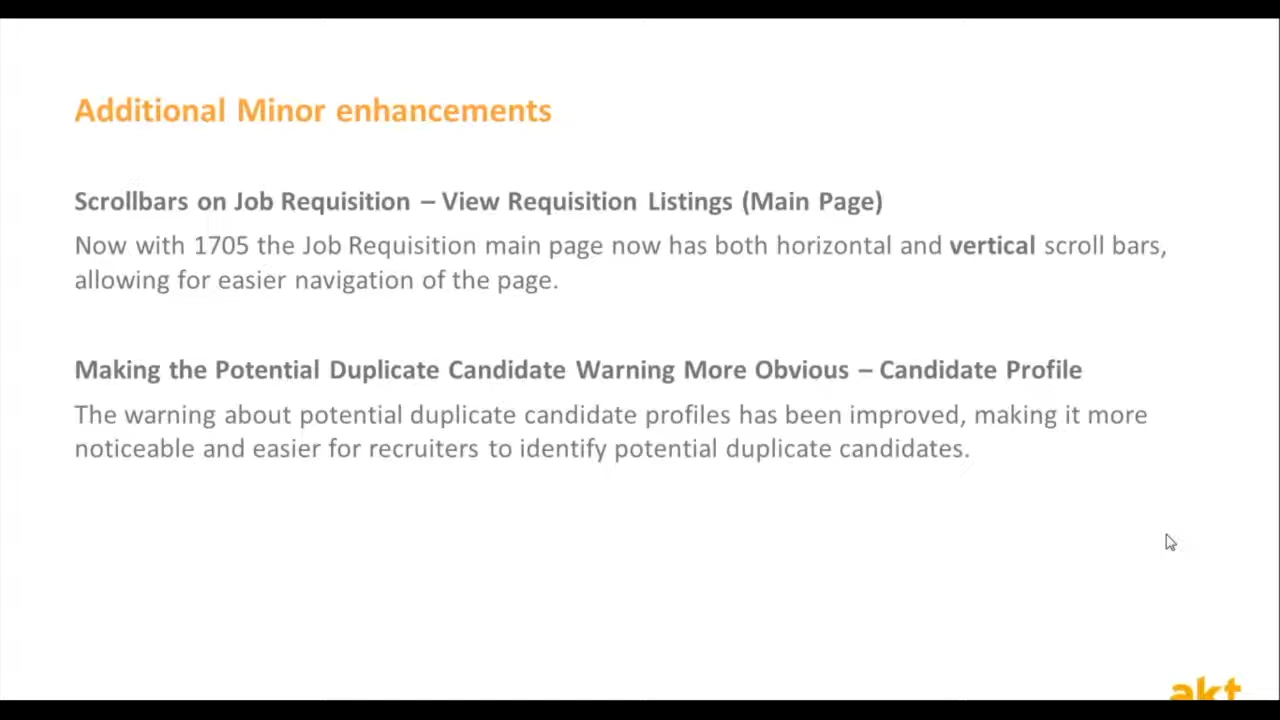 Additional Minor enhancements
Scrollbars on Job Requisition – View Requisition Listings (Main Page)
Now with 1705 the Job Requisition main page now has both horizontal and vertical scroll bars,
allowing for easier navigation of the page.
Making the Potential Duplicate Candidate Warning More Obvious – Candidate Profile
The warning about potential duplicate candidate profiles has been improved, making it more
noticeable and easier for recruiters to identify potential duplicate candidates.
akt